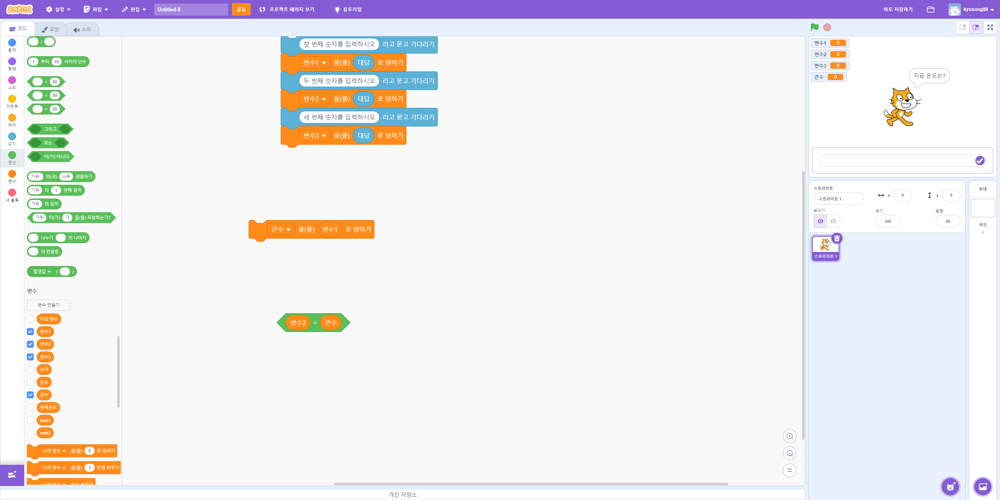 SCRATCH 설정 파일 편집 Untitled-8 공유 프로젝트 페이지 보기 튜토리얼 바로 저장하기 kyusung88
코드 모양 소리
동작
형태
소리
이벤트
제어
감지
연산
변수
내 블록
/
1 부터 10 사이의 난수
> 50
< 50
= 50
그리고
또는
이(가) 아니다
가위 와(과) 나무 결합하기
가위 의 1 번째 글자
가위 의 길이
가위 이(가) 가 을(를) 포함하는가?
나누기 의 나머지
의 반올림
절댓값 ( )
변수
변수 만들기
나의 변수
변수1
변수2
변수3
숫자
온도
큰수
현재온도
num1
num2
나의 변수 을(를) 0 로 정하기
나의 변수 을(를) 1 만큼 바꾸기
나의 변수 변수 보이기
첫 번째 숫자를 입력하시오 라고 묻고 기다리기
변수1 을(를) 대답 로 정하기
두 번째 숫자를 입력하시오 라고 묻고 기다리기
변수2 을(를) 대답 로 정하기
세 번째 숫자를 입력하시오 라고 묻고 기다리기
변수3 을(를) 대답 로 정하기
큰수 을(를) 변수1 로 정하기
변수2 > 큰수
개인 저장소
변수1 0
변수2 0
변수3 0
큰수 0
지금 온도는?
스프라이트
스프라이트 1 x 0 y 0
보이기 크기 방향
100 90
스프라이트 1
무대
배경
1